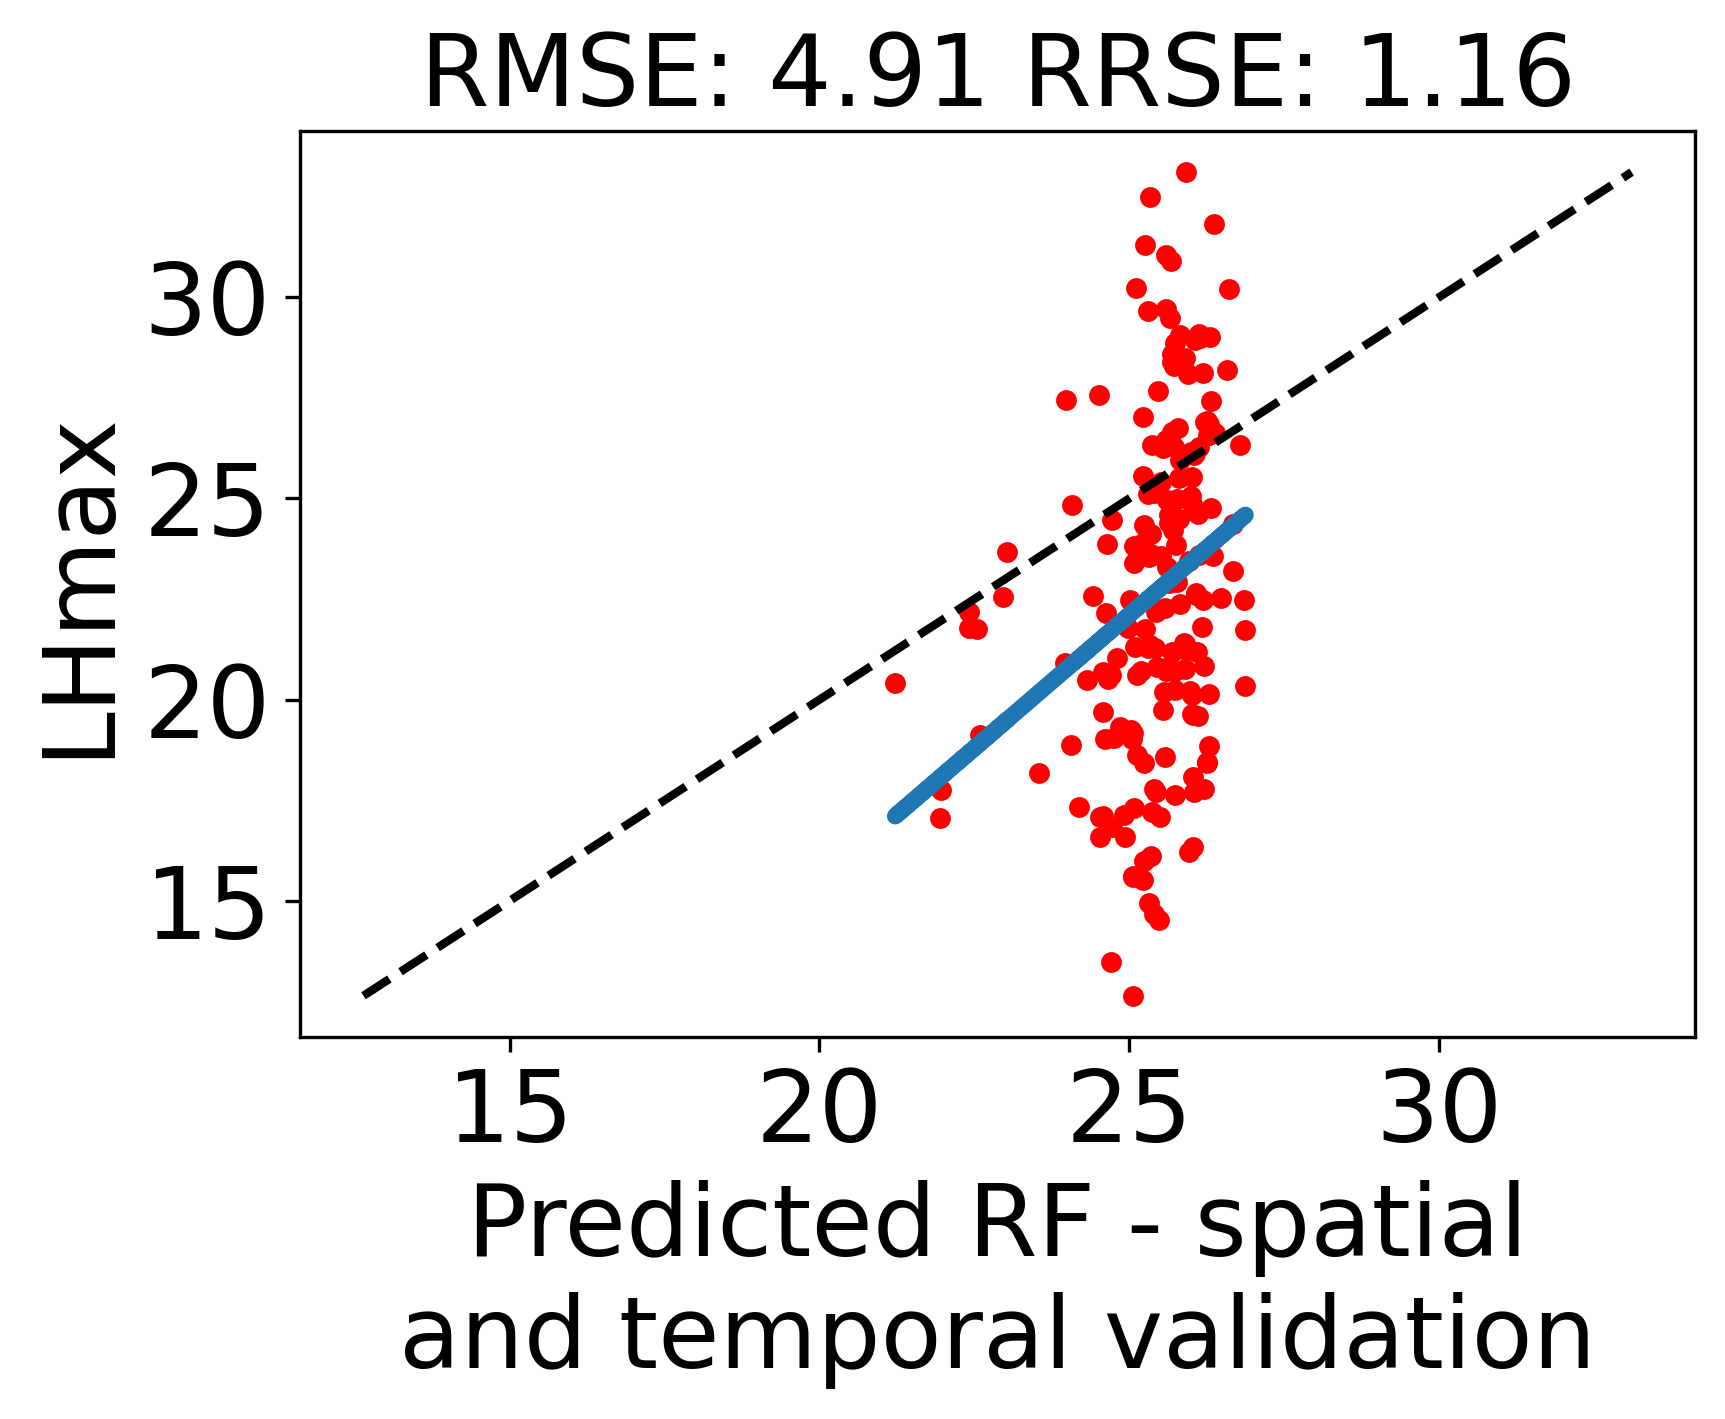 RMSE: 4.91 RRSE: 1.16
LHmax
30
25
20
15
15 20 25 30
Predicted RF - spatial
and temporal validation